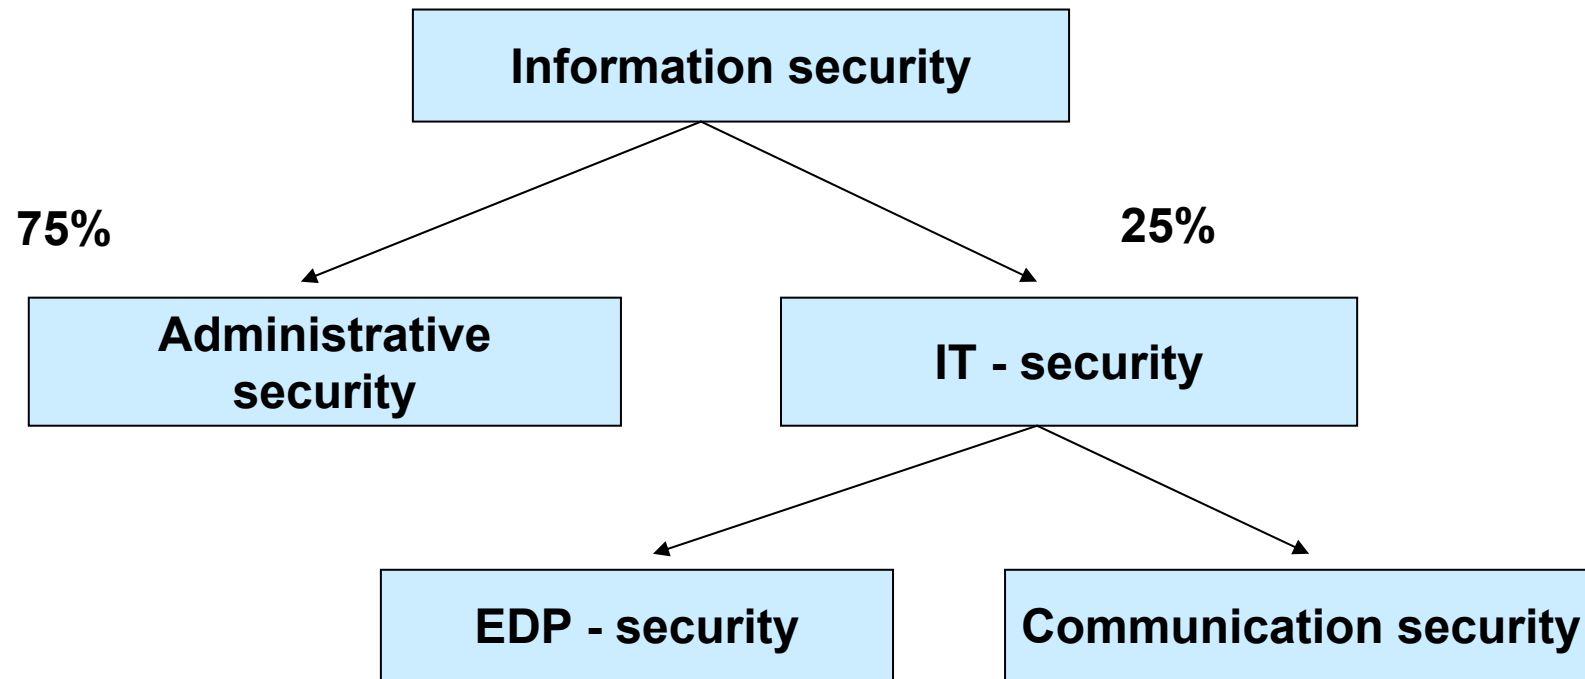 Information security
75%
25%
Administrative
security
IT - security
EDP - security
Communication security